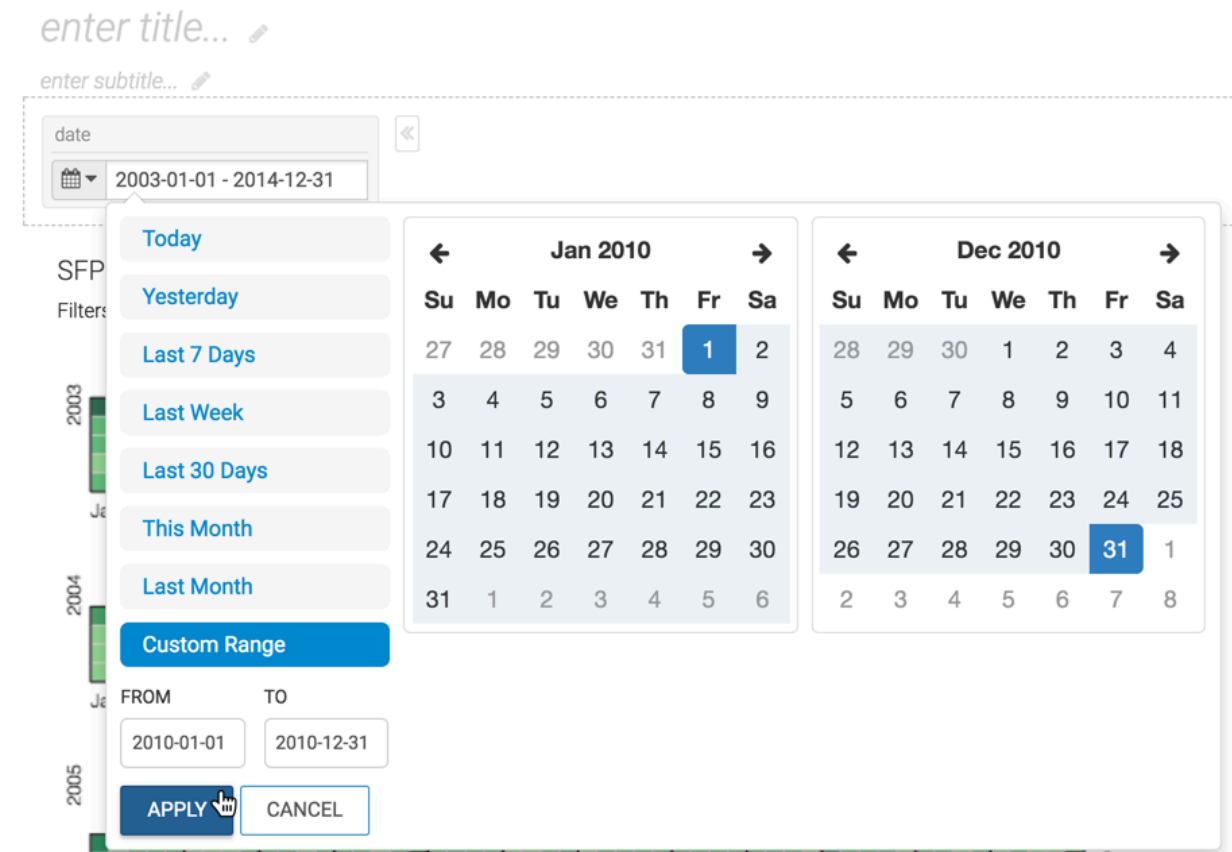 enter title...
enter subtitle...
date
2003-01-01 - 2014-12-31
Today
Yesterday
Last 7 Days
Last Week
Last 30 Days
This Month
Last Month
Custom Range
FROM TO
2010-01-01 2010-12-31
APPLY CANCEL
Jan 2010
Su Mo Tu We Th Fr Sa
27 28 29 30 31 1 2
3 4 5 6 7 8 9
10 11 12 13 14 15 16
17 18 19 20 21 22 23
24 25 26 27 28 29 30
31 1 2 3 4 5 6
Dec 2010
Su Mo Tu We Th Fr Sa
28 29 30 1 2 3 4
5 6 7 8 9 10 11
12 13 14 15 16 17 18
19 20 21 22 23 24 25
26 27 28 29 30 31 1
2 3 4 5 6 7 8
SFP
Filters
2003
Ja
2004
Ja
2005